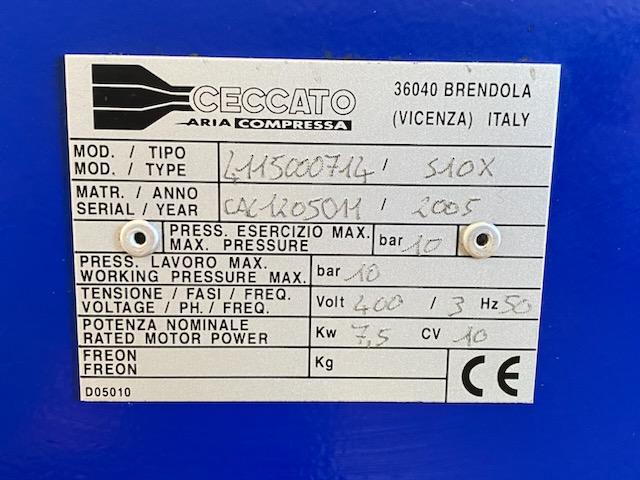 CECCATO
ARIA COMPRESSA
36040 BRENDOLA
(VICENZA) ITALY
MOD. / TIPO
MOD. / TYPE 4115000714 / S10X
MATR. / ANNO
SERIAL / YEAR CAC1205011 / 2005
PRESS. ESERCIZIO MAX.
MAX. PRESSURE bar 10
PRESS. LAVORO MAX.
WORKING PRESSURE MAX. bar 10
TENSIONE / FASI / FREQ.
VOLTAGE / PH. / FREQ. Volt 400 / 3 Hz 50
POTENZA NOMINALE
RATED MOTOR POWER Kw 7,5 CV 10
FREON
FREON Kg
CE
D05010